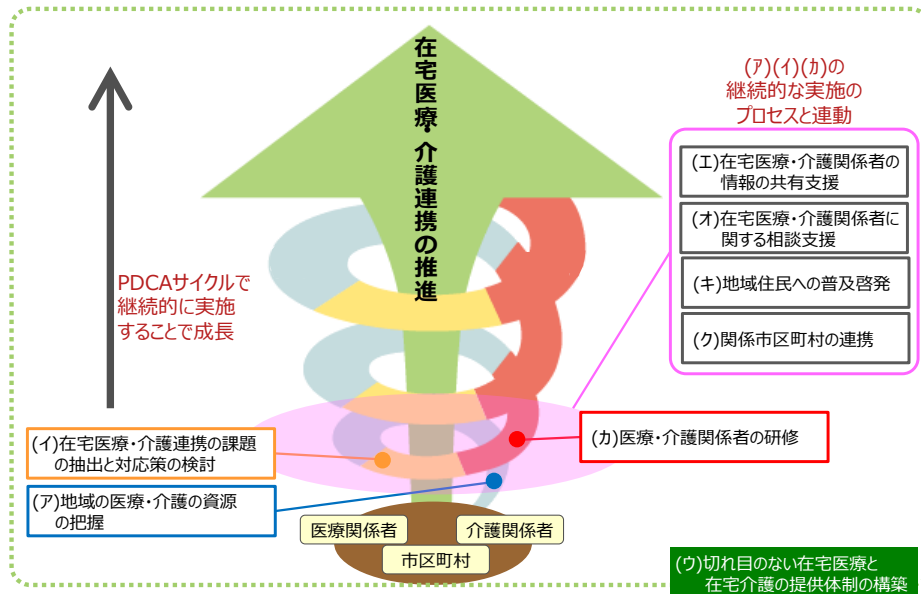 在宅医療・介護連携の推進
(ｱ)(ｲ)(ｶ)の
継続的な実施の
プロセスと連動
(エ)在宅医療・介護関係者の
情報の共有支援
(オ)在宅医療・介護関係者に
関する相談支援
(キ)地域住民への普及啓発
(ク)関係市区町村の連携
PDCAサイクルで
継続的に実施
することで成長
(カ)医療・介護関係者の研修
(イ)在宅医療・介護連携の課題
の抽出と対応策の検討
(ア)地域の医療・介護の資源
の把握
医療関係者
介護関係者
市区町村
(ウ)切れ目のない在宅医療と
在宅介護の提供体制の構築